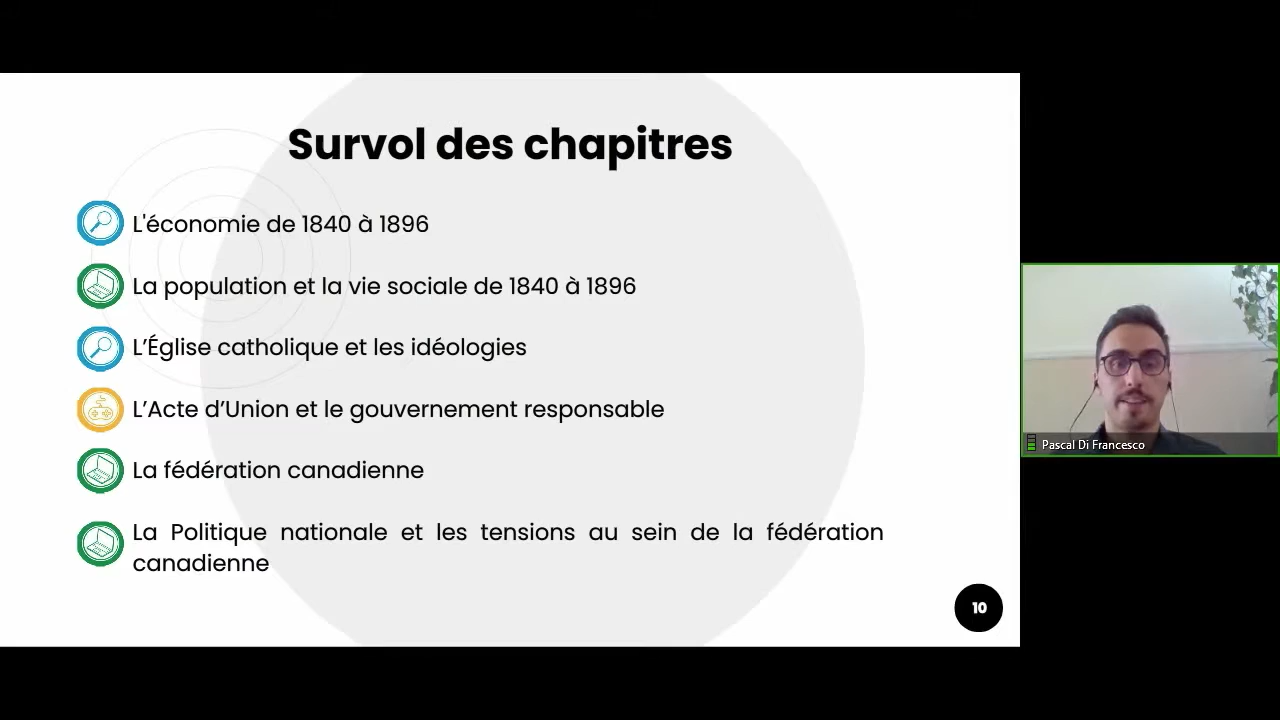 Survol des chapitres
L'économie de 1840 à 1896
La population et la vie sociale de 1840 à 1896
L’Église catholique et les idéologies
L’Acte d’Union et le gouvernement responsable
La fédération canadienne
La Politique nationale et les tensions au sein de la fédération
canadienne
10
Pascal Di Francesco